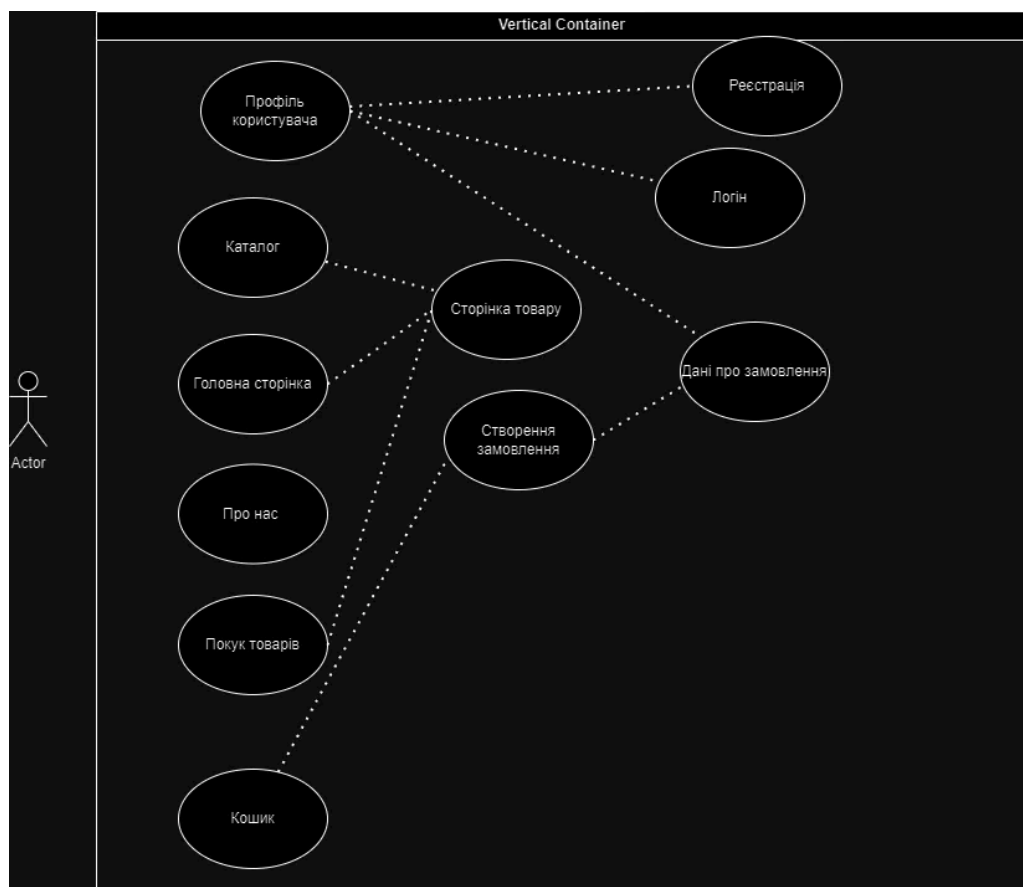 Vertical Container
Профіль
користувача
Реєстрація
Логін
Каталог
Сторінка товару
Головна сторінка
Дані про замовлення
Створення
замовлення
Actor
Про нас
Покук товарів
Кошик